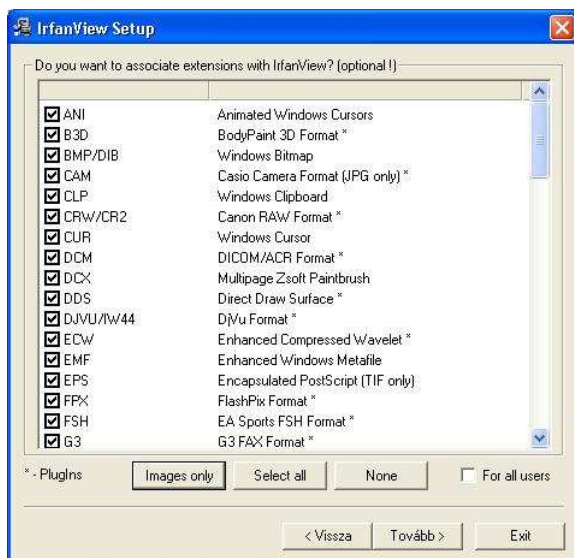 IrfanView Setup
Do you want to associate extensions with IrfanView? (optional !)
ANI Animated Windows Cursors
B3D BodyPaint 3D Format *
BMP/DIB Windows Bitmap
CAM Casio Camera Format (JPG only) *
CLP Windows Clipboard
CRW/CR2 Canon RAW Format *
CUR Windows Cursor
DCM DICOM/ACR Format *
DCX Multipage Zsoft Paintbrush
DDS Direct Draw Surface *
DJVU/IW44 DjVu Format *
ECW Enhanced Compressed Wavelet *
EMF Enhanced Windows Metafile
EPS Encapsulated PostScript (TIF only)
FPX FlashPix Format *
FSH EA Sports FSH Format *
G3 G3 FAX Format *
* - PlugIns Images only Select all None For all users
< Vissza Tovább > Exit